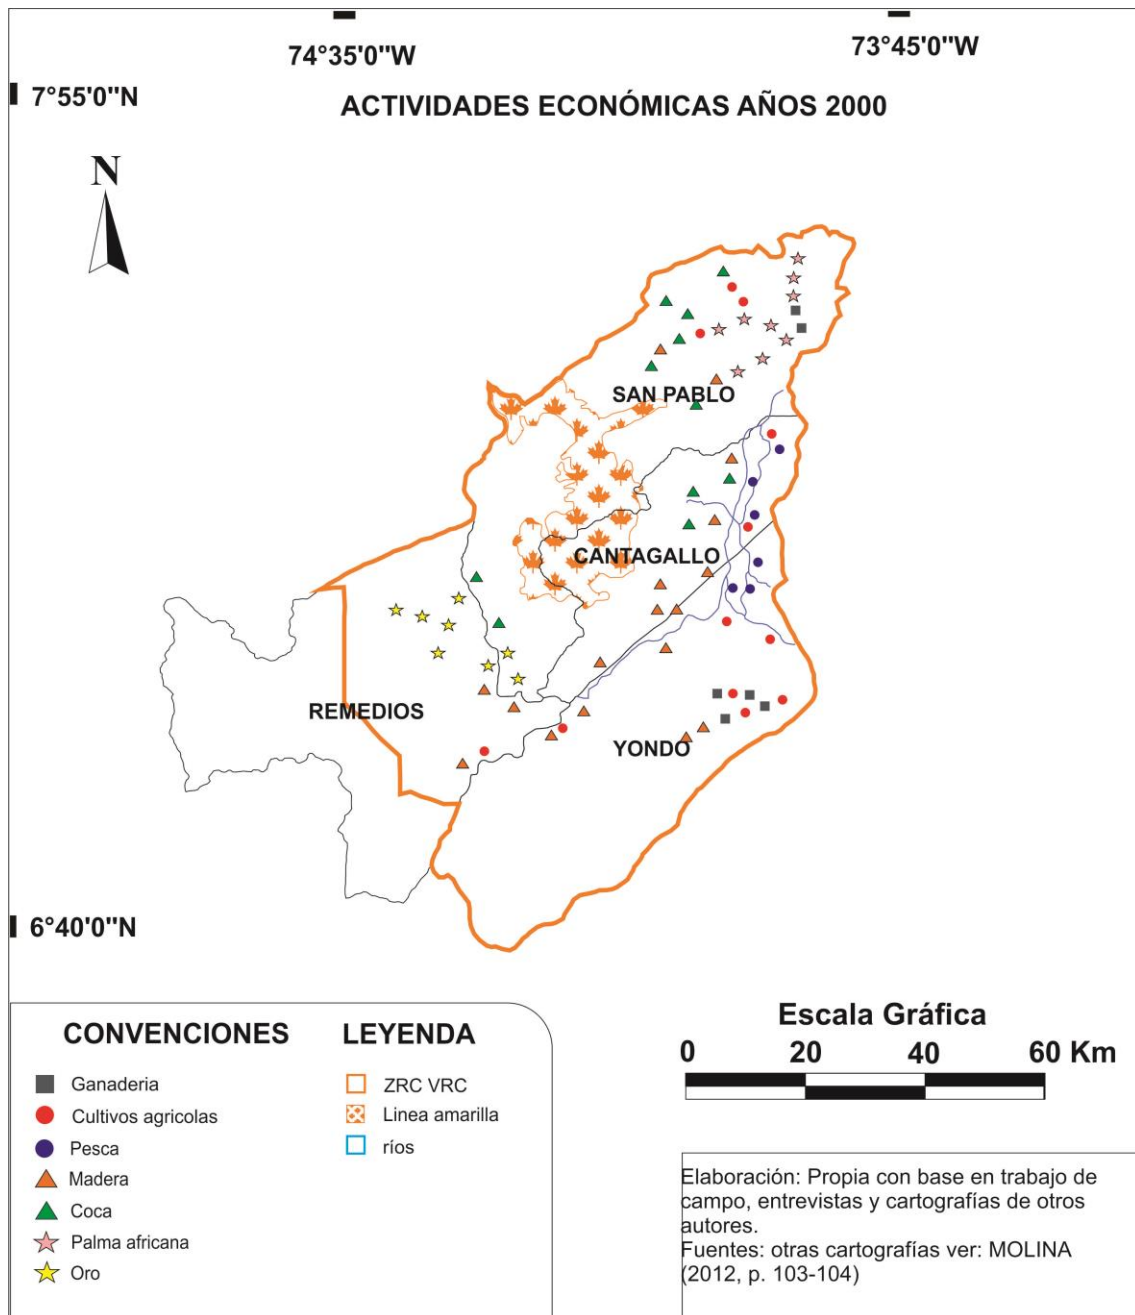 74°35'0"W
73°45'0"W
7°55'0"N
ACTIVIDADES ECONÓMICAS AÑOS 2000
N
SAN PABLO
CANTAGALLO
REMEDIOS
YONDO
6°40'0"N
CONVENCIONES
Ganaderia
Cultivos agricolas
Pesca
Madera
Coca
Palma africana
Oro
LEYENDA
ZRC VRC
Linea amarilla
ríos
Escala Gráfica
0 20 40 60 Km
Elaboración: Propia con base en trabajo de
campo, entrevistas y cartografías de otros
autores.
Fuentes: otras cartografías ver: MOLINA
(2012, p. 103-104)